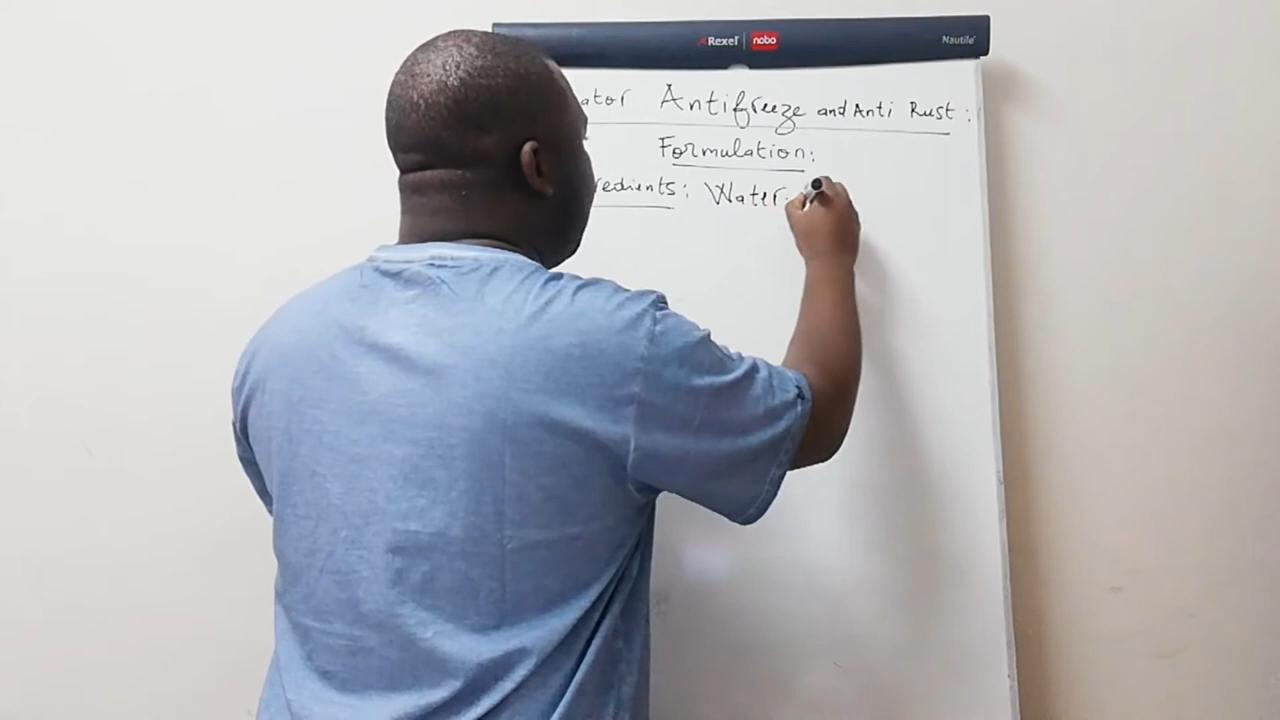 Rexel nobo Nautile
ator Antifreeze and Anti Rust:
Formulation:
redients: Water: